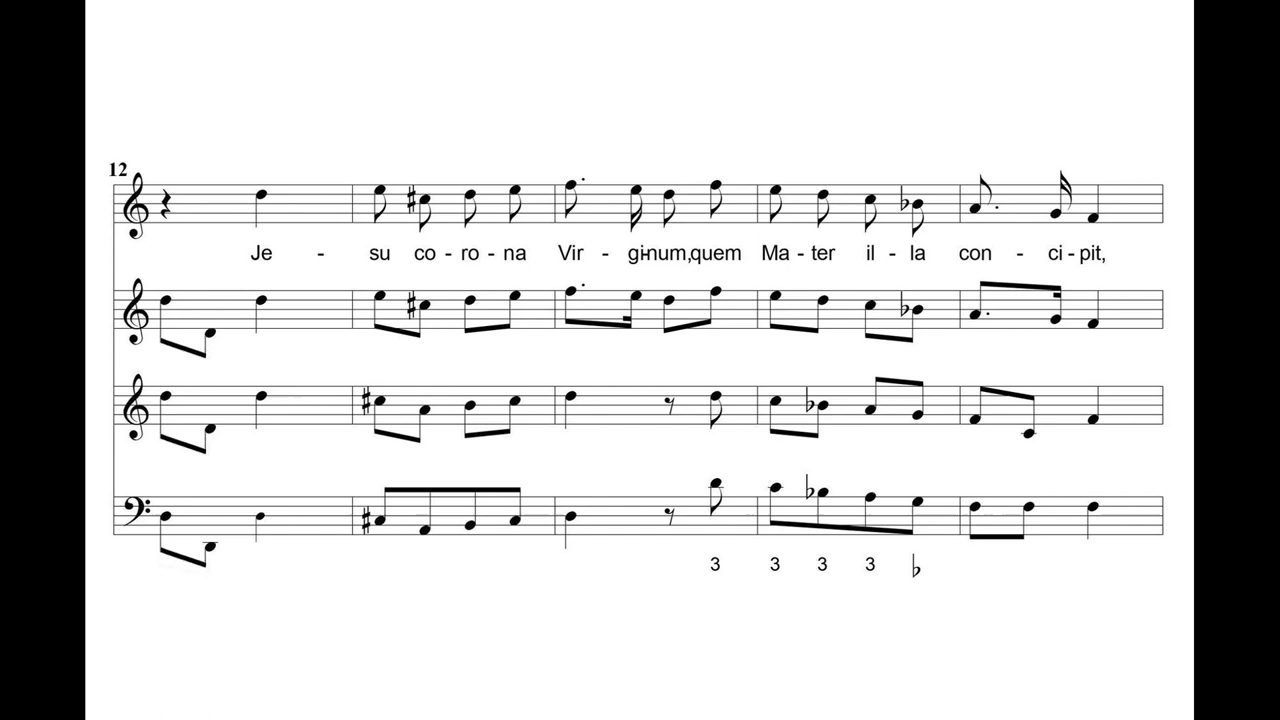 12
Je - su co - ro - na Vir - gi-num,quem Ma - ter il - la con - ci - pit,
3 3 3 3 ♭